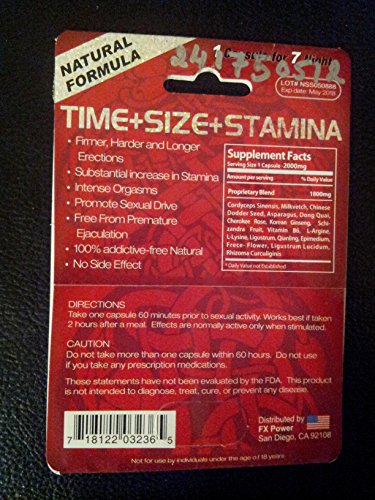 NATURAL
FORMULA
1 Capsule for 7 Night
241750512
LOT# NSS050888
Exp date: May 2018
TIME+SIZE+STAMINA
• Firmer, Harder and Longer
Erections
• Substantial increase in Stamina
• Intense Orgasms
• Promote Sexual Drive
• Free From Premature
Ejaculation
• 100% addictive-free Natural
• No Side Effect
Supplement Facts
Serving Size 1 Capsule -2000mg
Amount per serving % Daily Value
Proprietary Blend 1800mg
Cordyceps Sinensis, Milkvetch, Chinese
Dodder Seed, Asparagus, Dong Quai,
Cherokee Rose, Korean Ginseng, Schi-
zandra Fruit, Vitamin B6, L-Argine,
L-Lysine, Ligustrum, Qianling, Epimedium,
Frece-Flower, Ligustrum Lucidum,
Rhizoma Curculiginis
* Daily Value not Established
DIRECTIONS
Take one capsule 60 minutes prior to sexual activity. Works best if taken
2 hours after a meal. Effects are normally active only when stimulated.
CAUTION
Do not take more than one capsule within 60 hours. Do not use
if you take any prescription medications.
These statements have not been evaluated by the FDA. This product
is not intended to diagnose, treat, cure, or prevent any disease.
7 18122 03236 5
Distributed by
FX Power
San Diego, CA 92108
Not for use by individuals under the age of 18 years